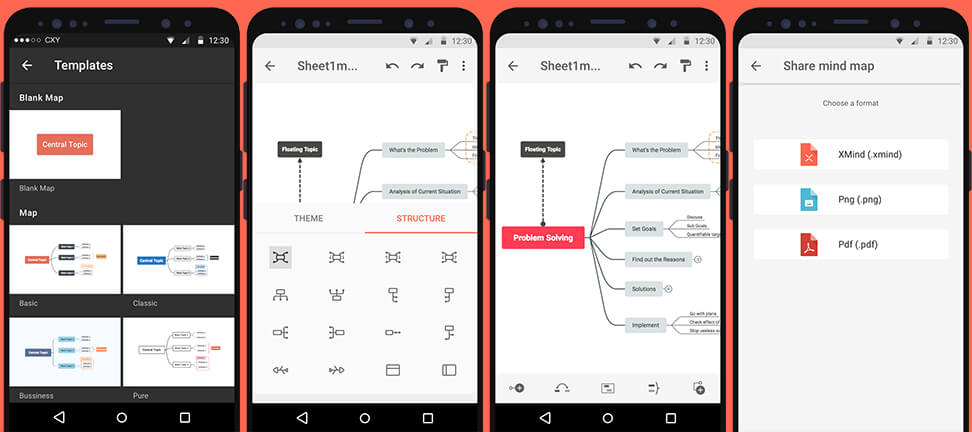 CXY 12:30
Templates
Blank Map
Central Topic
Blank Map
Map
Central Topic
Central Topic
Basic
Classic
Central Topic
Central Topic
Bussiness
Pure
12:30
Sheet1m...
Floating Topic
What's the Problem
Analysis of Current Situation
THEME
STRUCTURE
12:30
Sheet1m...
Floating Topic
What's the Problem
Analysis of Current Situation
Problem Solving
Set Goals
Discuss
Sub Goals
Quantifiable targ
Find out the Reasons
Solutions
Implement
Go with plans
Check effect of
Stop useless s
12:30
Share mind map
Choose a format
XMind (.xmind)
Png (.png)
Pdf (.pdf)